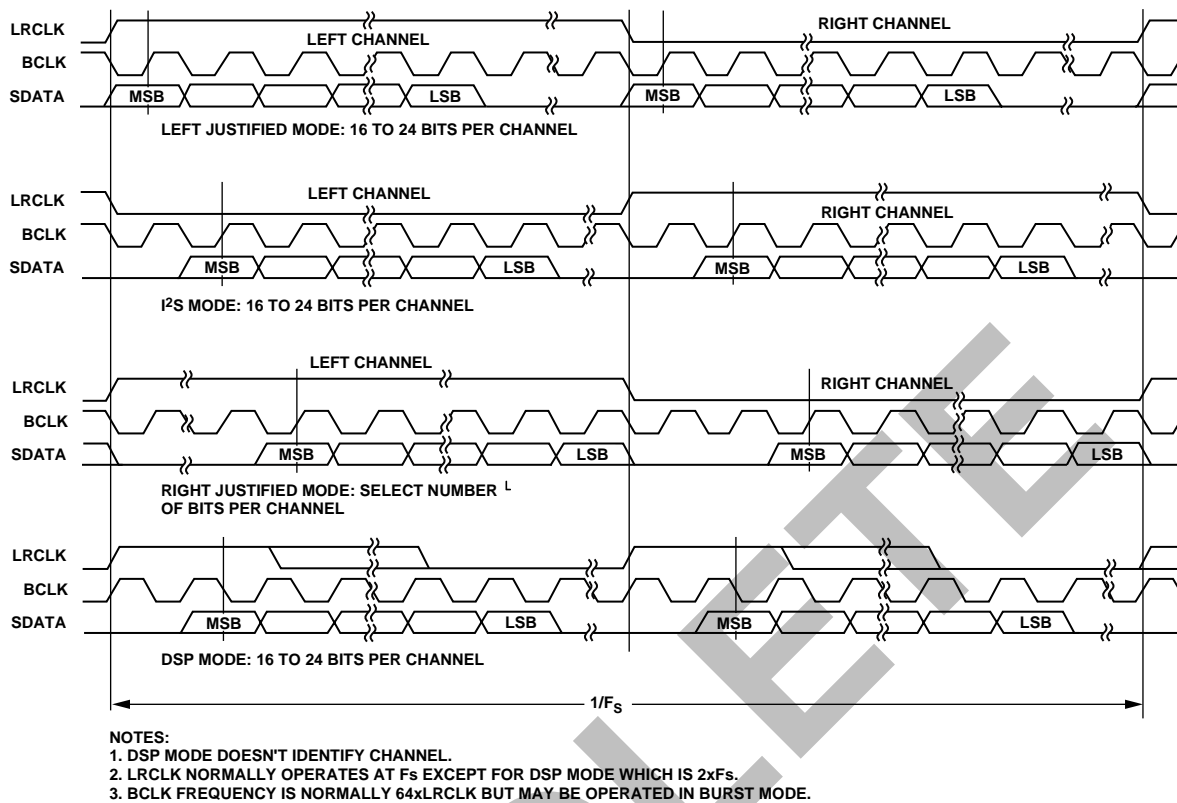 LRCLK
LEFT CHANNEL
RIGHT CHANNEL
BCLK
SDATA
MSB
LSB
MSB
LSB
LEFT JUSTIFIED MODE: 16 TO 24 BITS PER CHANNEL
LRCLK
LEFT CHANNEL
RIGHT CHANNEL
BCLK
SDATA
MSB
LSB
MSB
LSB
I²S MODE: 16 TO 24 BITS PER CHANNEL
LRCLK
LEFT CHANNEL
RIGHT CHANNEL
BCLK
SDATA
MSB
LSB
MSB
LSB
RIGHT JUSTIFIED MODE: SELECT NUMBER L
OF BITS PER CHANNEL
LRCLK
BCLK
SDATA
MSB
LSB
MSB
LSB
DSP MODE: 16 TO 24 BITS PER CHANNEL
1/FS
NOTES:
1. DSP MODE DOESN'T IDENTIFY CHANNEL.
2. LRCLK NORMALLY OPERATES AT Fs EXCEPT FOR DSP MODE WHICH IS 2xFs.
3. BCLK FREQUENCY IS NORMALLY 64xLRCLK BUT MAY BE OPERATED IN BURST MODE.